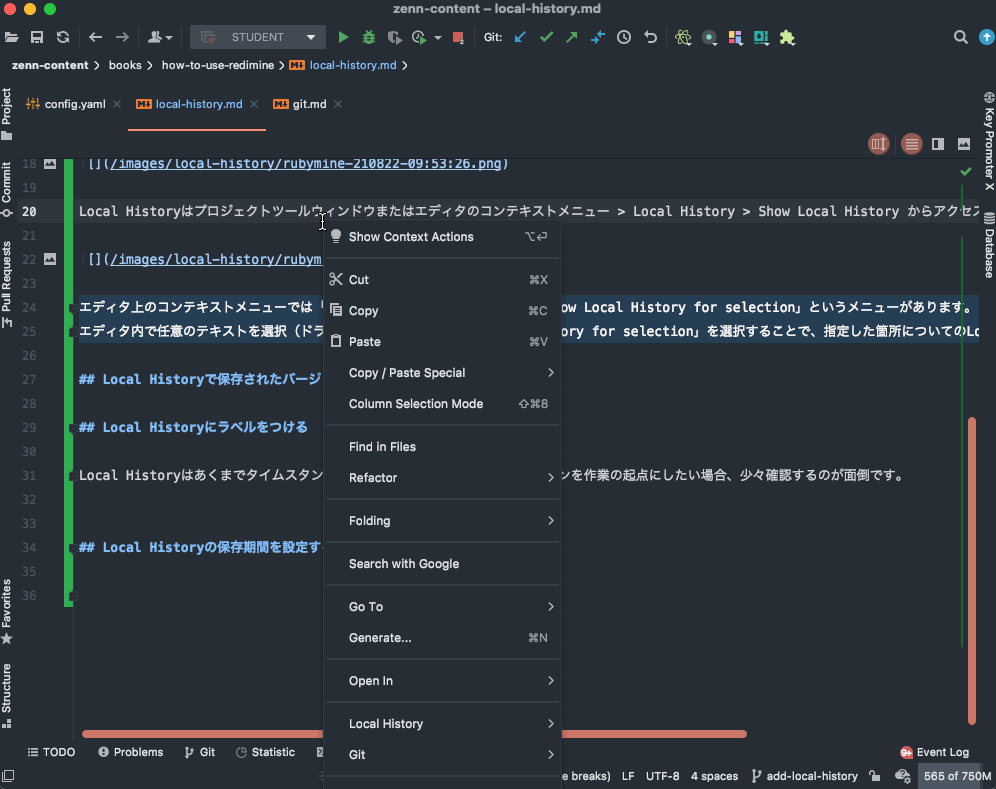 zenn-content – local-history.md
STUDENT
Git:
zenn-content
books
how-to-use-redimine
local-history.md
config.yaml
local-history.md
git.md
Project
Commit
Pull Requests
Favorites
Structure
Key Promoter X
Database
18 ![](/images/local-history/rubymine-210822-09:53:26.png)
19
20 Local Historyはプロジェクトツールウィンドウまたはエディタのコンテキストメニュー > Local History > Show Local History からアクセス
21
22 ![](/images/local-history/rubym
23
24 エディタ上のコンテキストメニューでは「 ow Local History for selection」というメニューがあります。
25 エディタ内で任意のテキストを選択（ドラ ory for selection」を選択することで、指定した箇所についてのLo
26
27 ## Local Historyで保存されたバージ
28
29 ## Local Historyにラベルをつける
30
31 Local Historyはあくまでタイムスタン ンを作業の起点にしたい場合、少々確認するのが面倒です。
32
33
34 ## Local Historyの保存期間を設定す
35
36
Show Context Actions ⌥⏎
Cut ⌘X
Copy ⌘C
Paste ⌘V
Copy / Paste Special
Column Selection Mode ⇧⌘8
Find in Files
Refactor
Folding
Search with Google
Go To
Generate... ⌘N
Open In
Local History
Git
TODO
Problems
Git
Statistic
9+ Event Log
e breaks)
LF
UTF-8
4 spaces
add-local-history
565 of 750M